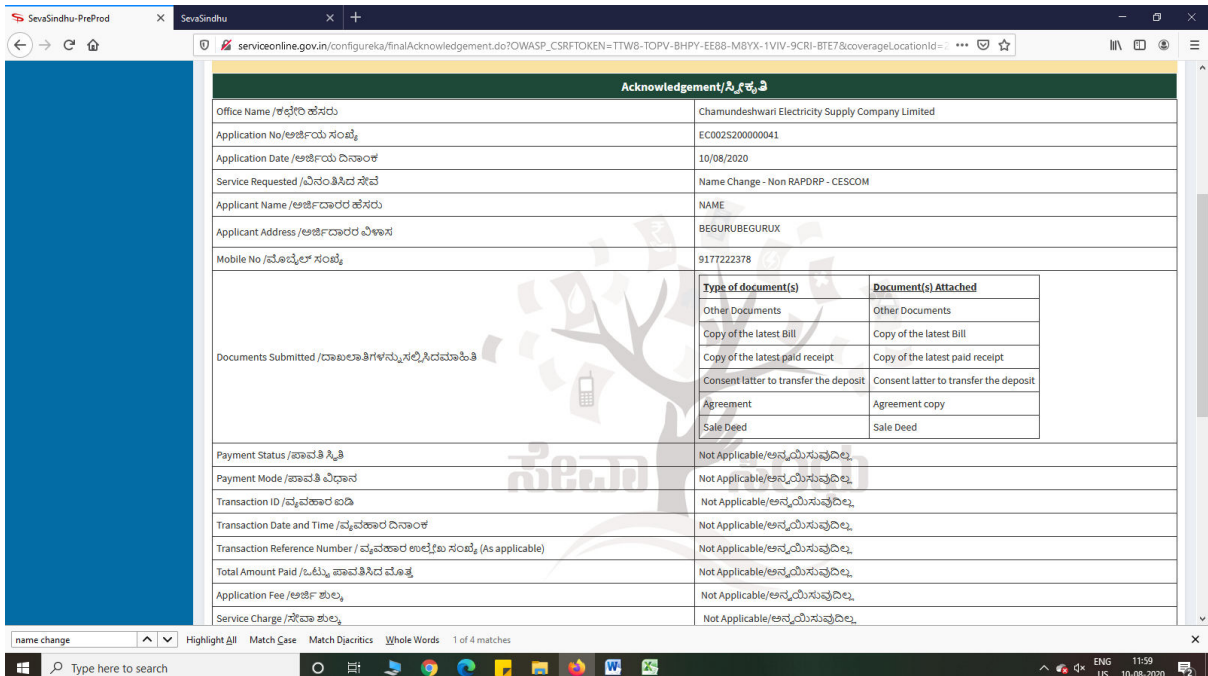 SevaSindhu-PreProd
SevaSindhu
serviceonline.gov.in/configureka/finalAcknowledgement.do?OWASP_CSRFTOKEN=TTW8-TOPV-BHPY-EE88-M8YX-1VIV-9CRI-BTE7&coverageLocationId=
Acknowledgement/ಸ್ವೀಕೃತಿ
Office Name /ಕಛೇರಿ ಹೆಸರು Chamundeshwari Electricity Supply Company Limited
Application No/ಅರ್ಜಿಯ ಸಂಖ್ಯೆ EC002S200000041
Application Date /ಅರ್ಜಿಯ ದಿನಾಂಕ 10/08/2020
Service Requested /ವಿನಂತಿಸಿದ ಸೇವೆ Name Change - Non RAPDRP - CESCOM
Applicant Name /ಅರ್ಜಿದಾರರ ಹೆಸರು NAME
Applicant Address /ಅರ್ಜಿದಾರರ ವಿಳಾಸ BEGURUBEGURUX
Mobile No /ಮೊಬೈಲ್ ಸಂಖ್ಯೆ 9177222378
Documents Submitted /ದಾಖಲಾತಿಗಳನ್ನು ಸಲ್ಲಿಸಿದಮಾಹಿತಿ
Type of document(s) Document(s) Attached
Other Documents Other Documents
Copy of the latest Bill Copy of the latest Bill
Copy of the latest paid receipt Copy of the latest paid receipt
Consent latter to transfer the deposit Consent latter to transfer the deposit
Agreement Agreement copy
Sale Deed Sale Deed
ಸೇವಾ ಸಿಂಧು
Payment Status /ಪಾವತಿ ಸ್ಥಿತಿ Not Applicable/ಅನ್ವಯಿಸುವುದಿಲ್ಲ
Payment Mode /ಪಾವತಿ ವಿಧಾನ Not Applicable/ಅನ್ವಯಿಸುವುದಿಲ್ಲ
Transaction ID /ವ್ಯವಹಾರ ಐಡಿ Not Applicable/ಅನ್ವಯಿಸುವುದಿಲ್ಲ
Transaction Date and Time /ವ್ಯವಹಾರ ದಿನಾಂಕ Not Applicable/ಅನ್ವಯಿಸುವುದಿಲ್ಲ
Transaction Reference Number / ವ್ಯವಹಾರ ಉಲ್ಲೇಖ ಸಂಖ್ಯೆ (As applicable) Not Applicable/ಅನ್ವಯಿಸುವುದಿಲ್ಲ
Total Amount Paid /ಒಟ್ಟು ಪಾವತಿಸಿದ ಮೊತ್ತ Not Applicable/ಅನ್ವಯಿಸುವುದಿಲ್ಲ
Application Fee /ಅರ್ಜಿ ಶುಲ್ಕ Not Applicable/ಅನ್ವಯಿಸುವುದಿಲ್ಲ
Service Charge /ಸೇವಾ ಶುಲ್ಕ Not Applicable/ಅನ್ವಯಿಸುವುದಿಲ್ಲ
name change Highlight All Match Case Match Diacritics Whole Words 1 of 4 matches
Type here to search
ENG 11:59
US 10-08-2020